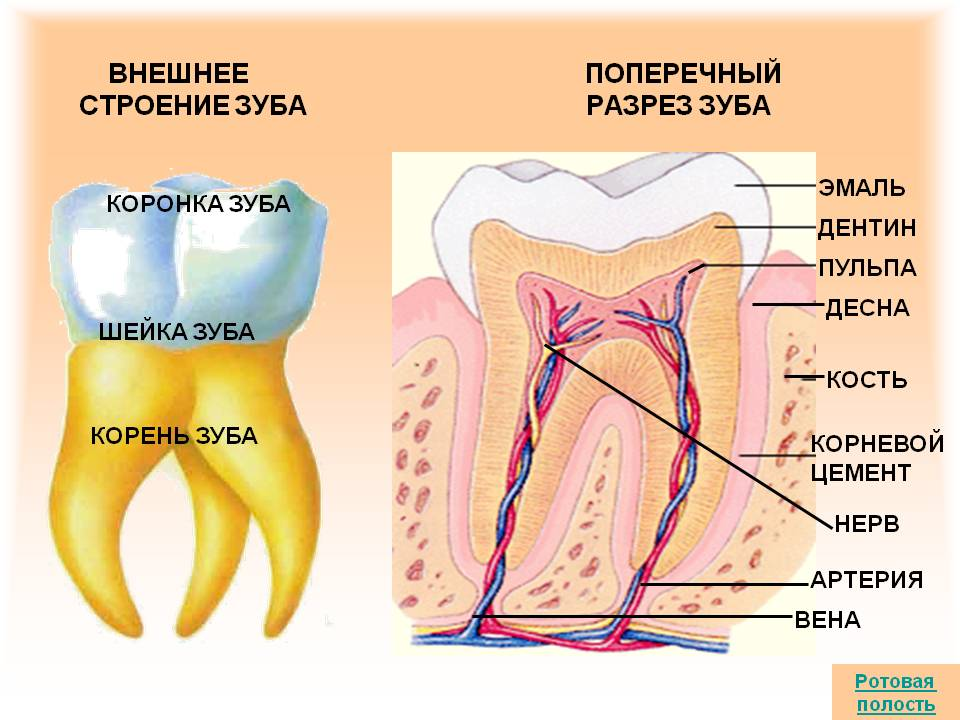 ВНЕШНЕЕ
СТРОЕНИЕ ЗУБА
ПОПЕРЕЧНЫЙ
РАЗРЕЗ ЗУБА
КОРОНКА ЗУБА
ШЕЙКА ЗУБА
КОРЕНЬ ЗУБА
ЭМАЛЬ
ДЕНТИН
ПУЛЬПА
ДЕСНА
КОСТЬ
КОРНЕВОЙ
ЦЕМЕНТ
НЕРВ
АРТЕРИЯ
ВЕНА
Ротовая
полость